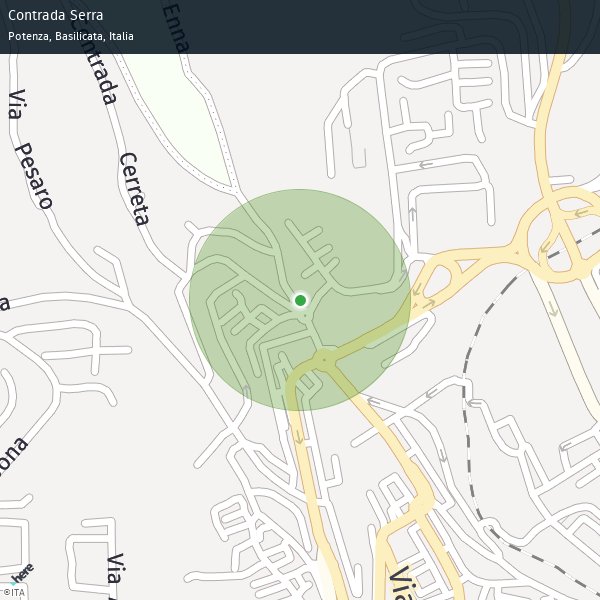 Contrada Serra
Potenza, Basilicata, Italia
Enna
Contrada
Cerreta
Via
Pesaro
a
ona
Via
Via
here
©ITA